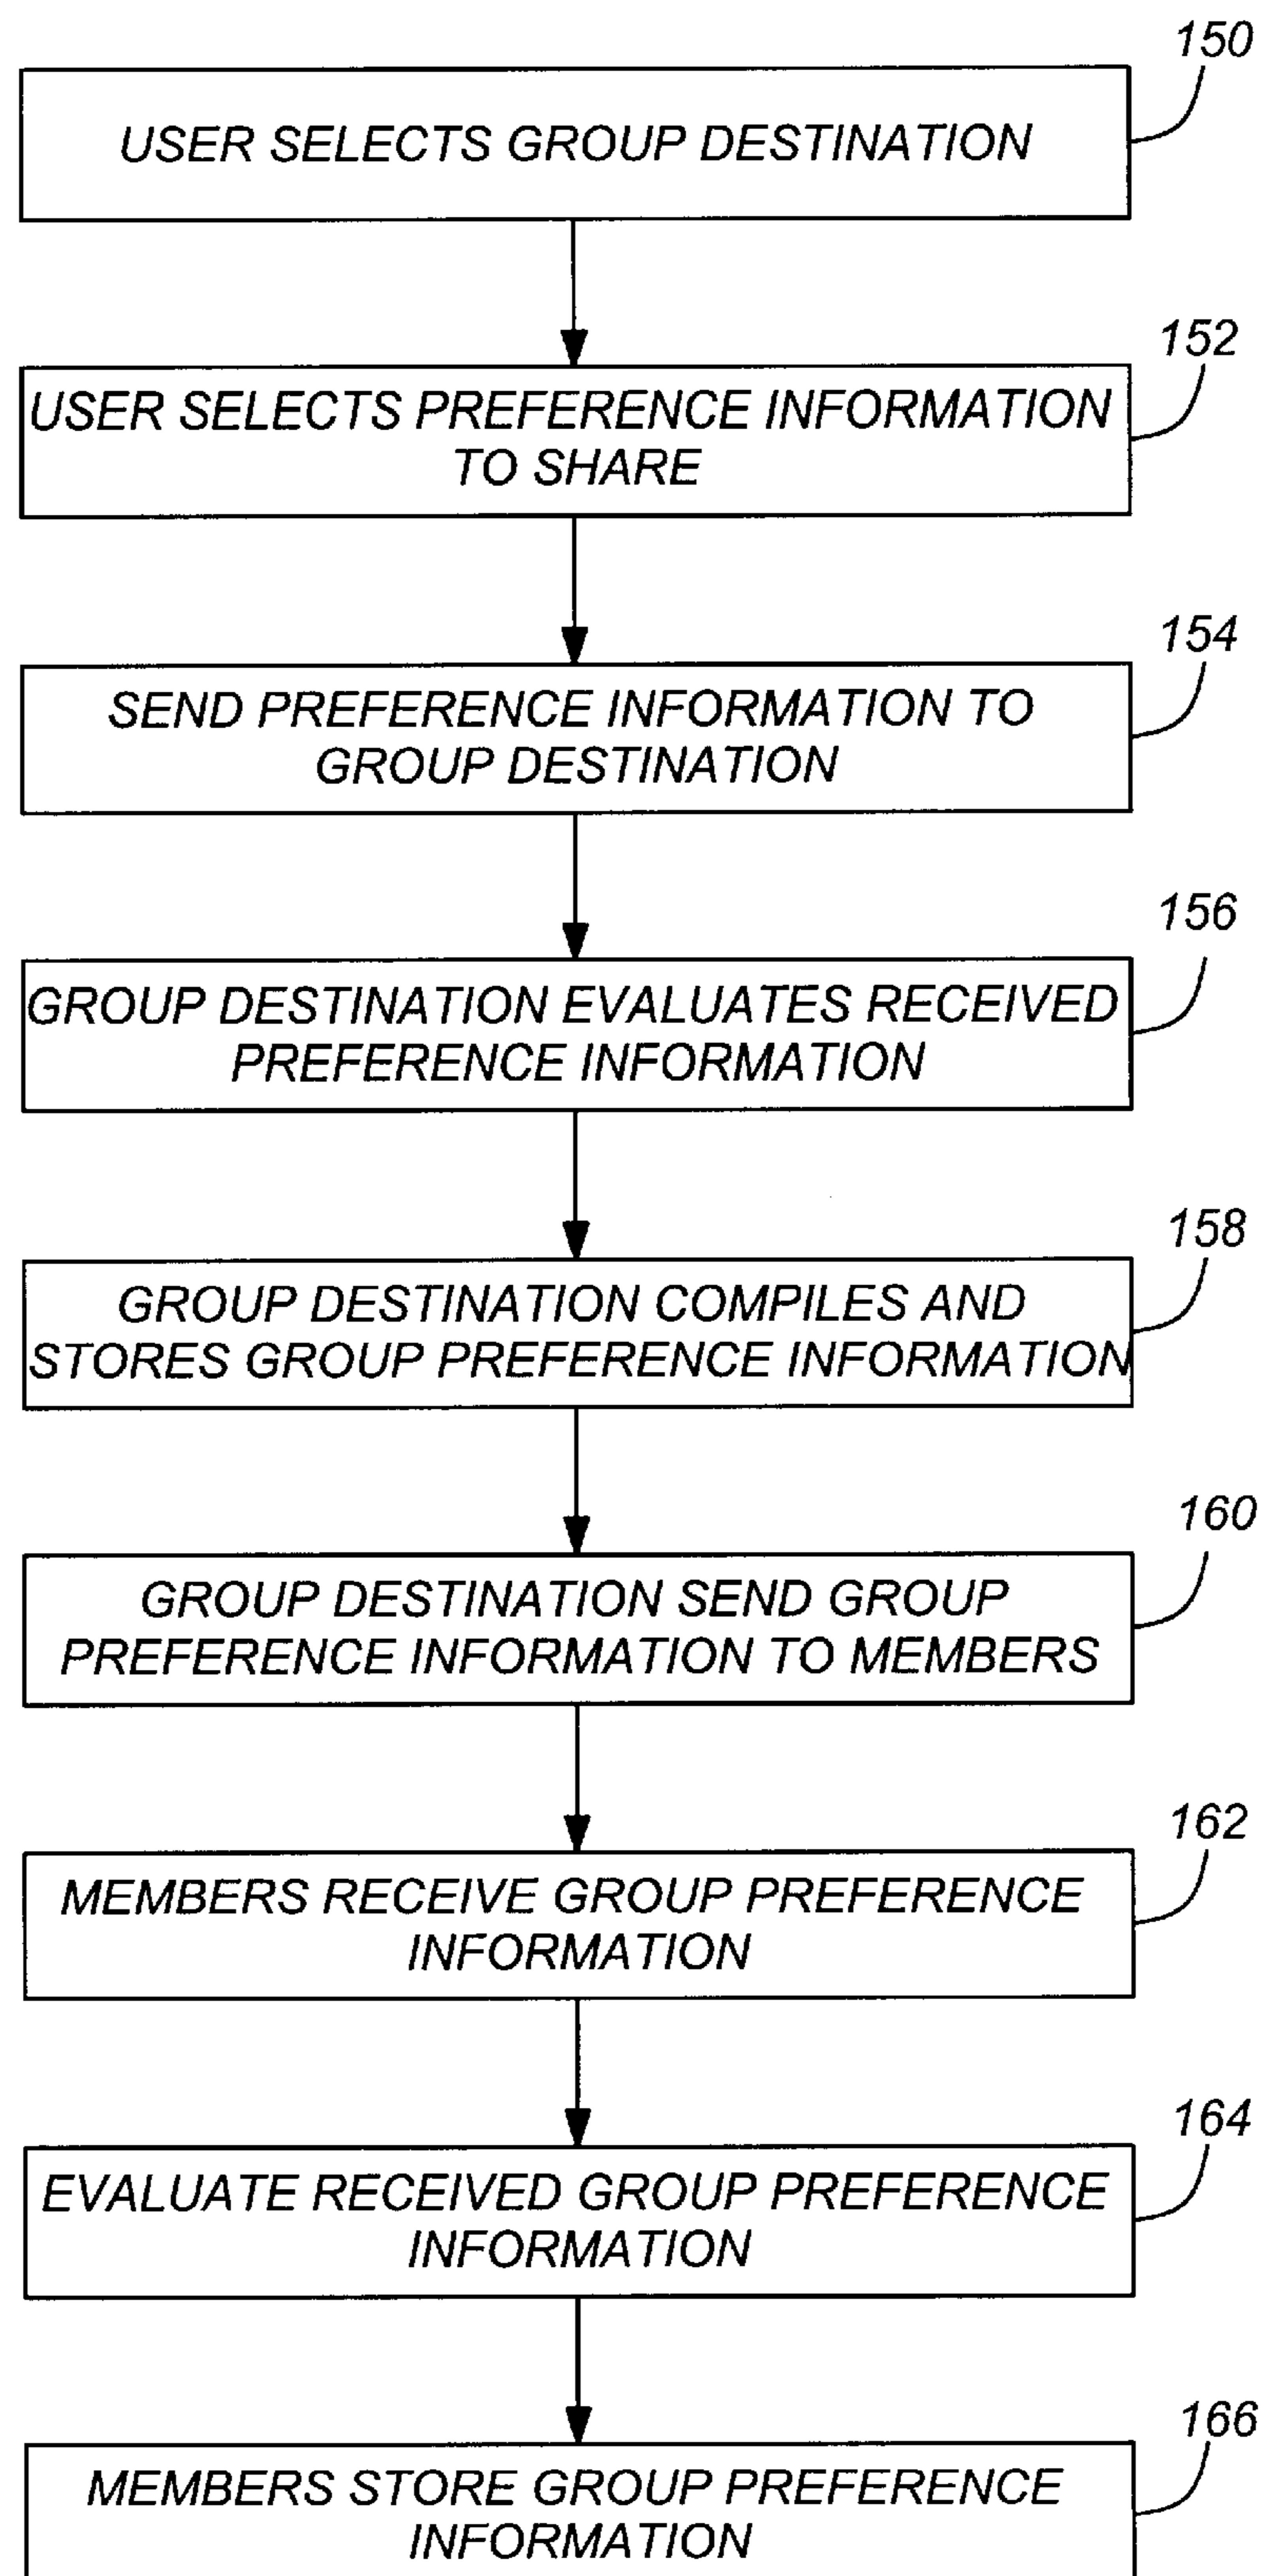 150
USER SELECTS GROUP DESTINATION
152
USER SELECTS PREFERENCE INFORMATION
TO SHARE
154
SEND PREFERENCE INFORMATION TO
GROUP DESTINATION
156
GROUP DESTINATION EVALUATES RECEIVED
PREFERENCE INFORMATION
158
GROUP DESTINATION COMPILES AND
STORES GROUP PREFERENCE INFORMATION
160
GROUP DESTINATION SEND GROUP
PREFERENCE INFORMATION TO MEMBERS
162
MEMBERS RECEIVE GROUP PREFERENCE
INFORMATION
164
EVALUATE RECEIVED GROUP PREFERENCE
INFORMATION
166
MEMBERS STORE GROUP PREFERENCE
INFORMATION